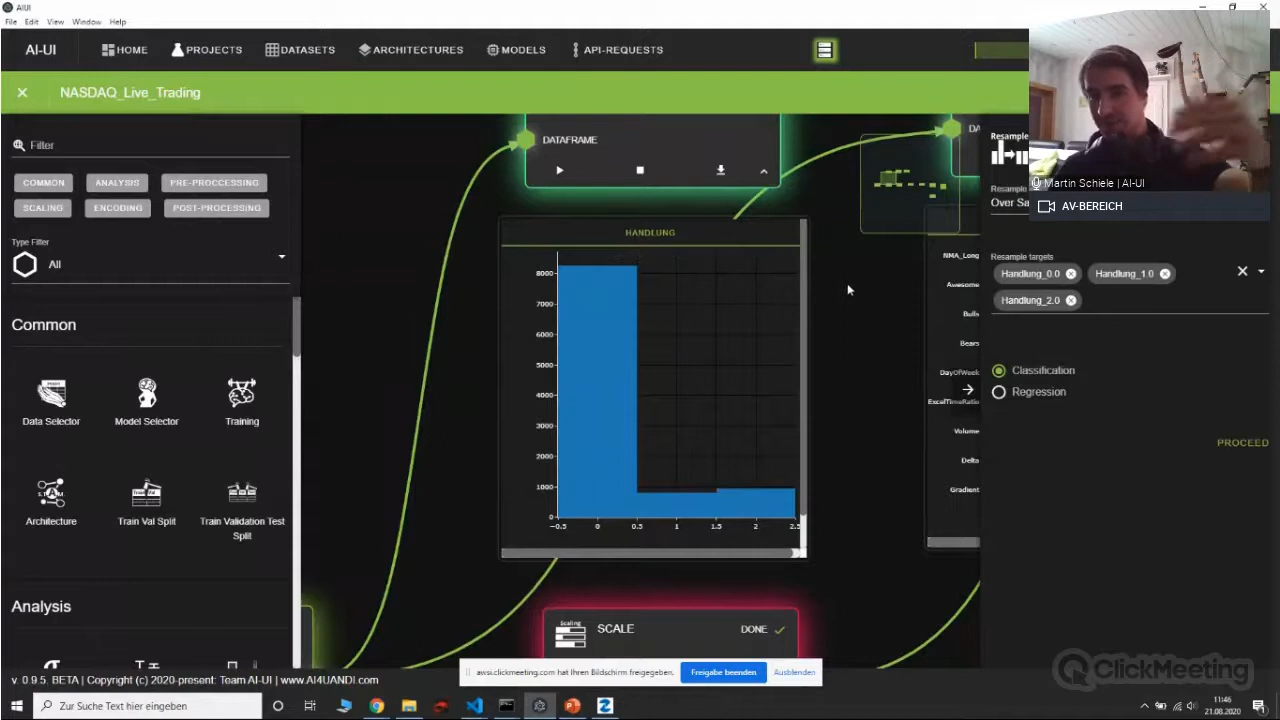 AIUI
File Edit View Window Help
AI-UI HOME PROJECTS DATASETS ARCHITECTURES MODELS API-REQUESTS
NASDAQ_Live_Trading
Filter
COMMON ANALYSIS PRE-PROCCESSING
SCALING ENCODING POST-PROCESSING
Type Filter
All
Common
Data Selector Model Selector Training
Architecture Train Val Split Train Validation Test
Split
Analysis
DATAFRAME
HANDLUNG
8000
7000
6000
5000
4000
3000
2000
1000
0
−0.5 0 0.5 1 1.5 2 2.5
Scaling
SCALE DONE
NMA_Long
Awesome
Bulls
Bears
DayOfWeek
ExcelTimeRatio
Volume
Delta
Gradient
Martin Schiele | AI-UI
AV-BEREICH
Resample
Resample
Over Sa
Resample targets
Handlung_0.0 Handlung_1.0
Handlung_2.0
Classification
Regression
PROCEED
awsi.clickmeeting.com hat Ihren Bildschirm freigegeben. Freigabe beenden Ausblenden
BETA | Copyright (c) 2020-present: Team AI-UI | www.AI4UANDI.com
ClickMeeting
Zur Suche Text hier eingeben
11:46
21.08.2020